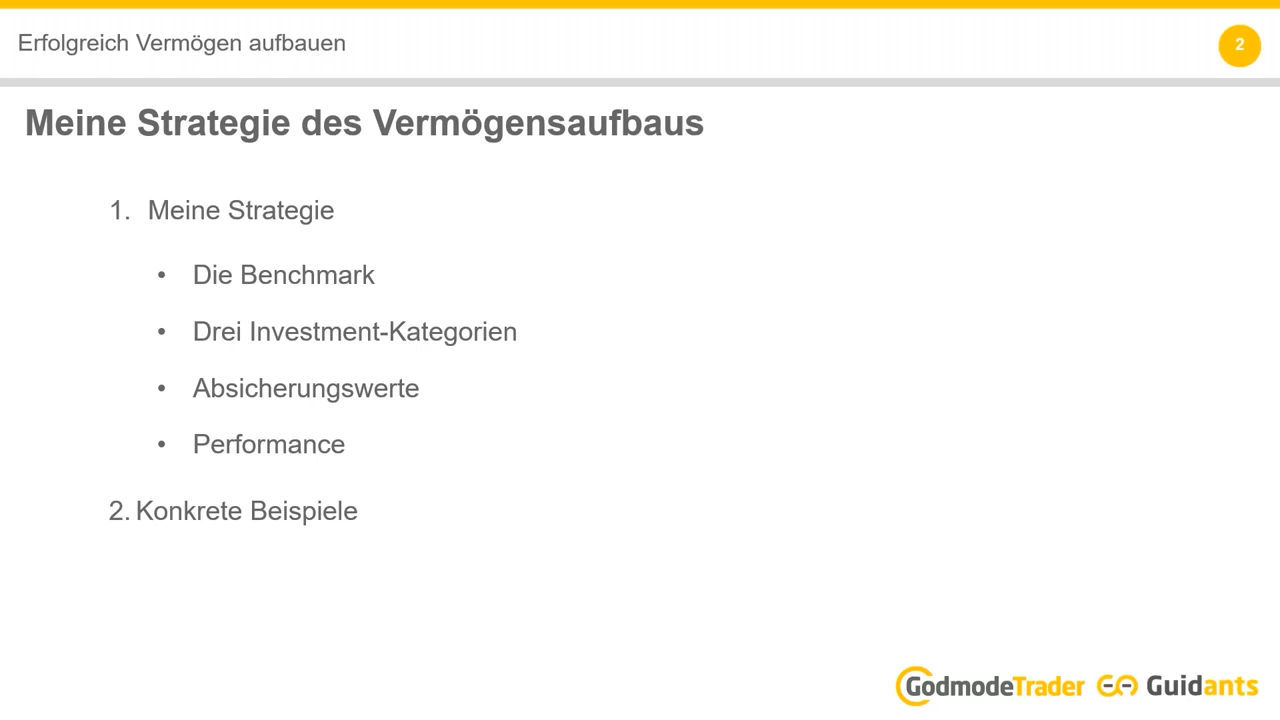 Erfolgreich Vermögen aufbauen
2
Meine Strategie des Vermögensaufbaus
1. Meine Strategie
• Die Benchmark
• Drei Investment-Kategorien
• Absicherungswerte
• Performance
2. Konkrete Beispiele
GodmodeTrader Guidants